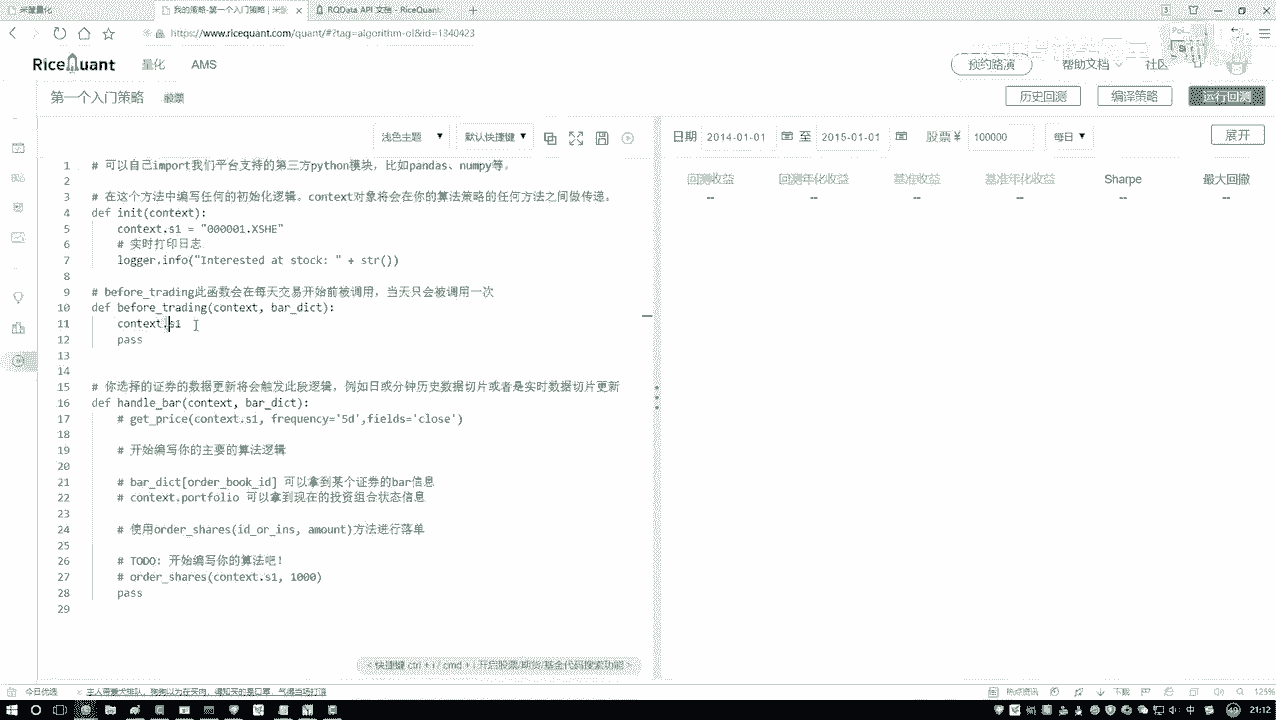 米筐量化
我的策略-第一个入门策略 | 米筐
RQData API 文档 - RiceQuant
https://www.ricequant.com/quant/#?tag=algorithm-ol&id=1340423
RiceQuant 量化 AMS 预约路演 帮助文档 社区
第一个入门策略 历史回测 编译策略 运行回测
浅色主题 默认快捷键 日期 2014-01-01 至 2015-01-01 股票¥ 100000 每日 展开
回测收益 回测年化收益 基准收益 基准年化收益 Sharpe 最大回撤
-- -- -- -- -- --
1 # 可以自己import我们平台支持的第三方python模块，比如pandas、numpy等。
2
3 # 在这个方法中编写任何的初始化逻辑。context对象将会在你的算法策略的任何方法之间做传递。
4 def init(context):
5 context.s1 = "000001.XSHE"
6 # 实时打印日志
7 logger.info("Interested at stock: " + str())
8
9 # before_trading此函数会在每天交易开始前被调用，当天只会被调用一次
10 def before_trading(context, bar_dict):
11 context.s1
12 pass
13
14
15 # 你选择的证券的数据更新将会触发此段逻辑，例如日或分钟历史数据切片或者是实时数据切片更新
16 def handle_bar(context, bar_dict):
17 # get_price(context.s1, frequency='5d',fields='close')
18
19 # 开始编写你的主要的算法逻辑
20
21 # bar_dict[order_book_id] 可以拿到某个证券的bar信息
22 # context.portfolio 可以拿到现在的投资组合状态信息
23
24 # 使用order_shares(id_or_ins, amount)方法进行落单
25
26 # TODO: 开始编写你的算法吧！
27 # order_shares(context.s1, 1000)
28 pass
29
< 快捷键 ctrl + i / cmd + i 开启股票/期货/基金代码搜索功能 >
今日优选 热点资讯 下载 125%
中 21:12